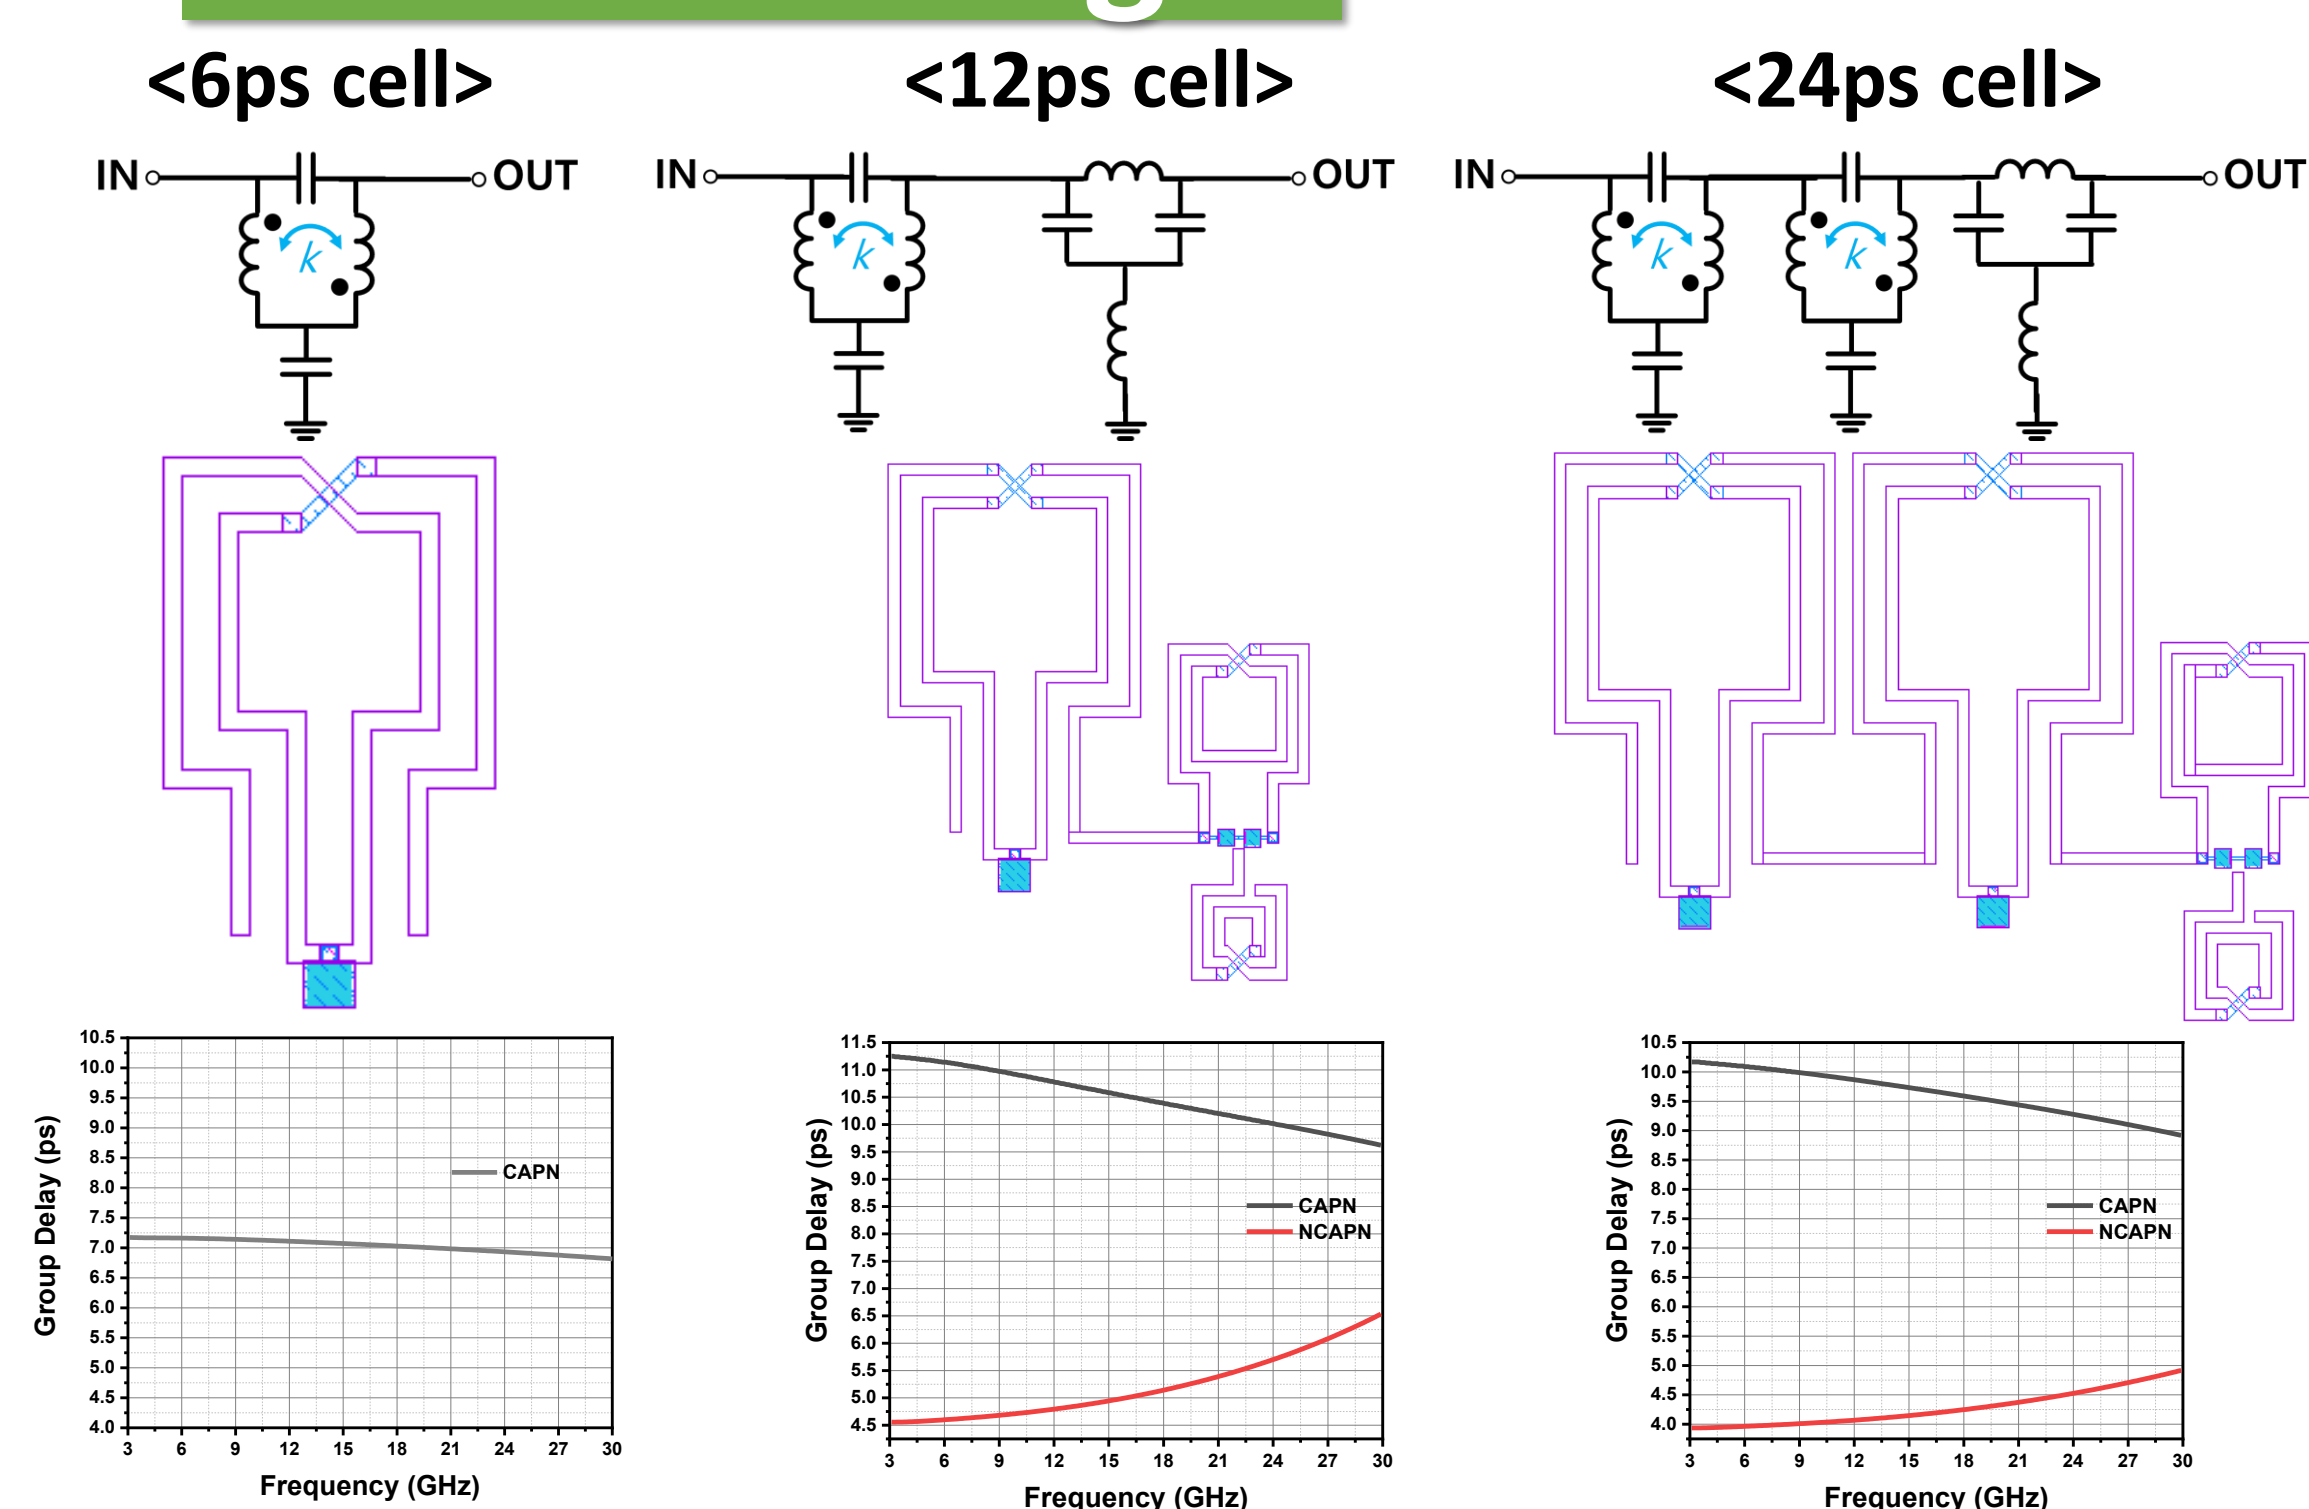 g
<6ps cell>
<12ps cell>
<24ps cell>
IN
OUT
k
IN
OUT
k
IN
OUT
k
k
10.5
10.0
9.5
9.0
8.5
8.0
7.5
7.0
6.5
6.0
5.5
5.0
4.5
4.0
Group Delay (ps)
CAPN
3 6 9 12 15 18 21 24 27 30
Frequency (GHz)
11.5
11.0
10.5
10.0
9.5
9.0
8.5
8.0
7.5
7.0
6.5
6.0
5.5
5.0
4.5
Group Delay (ps)
CAPN
NCAPN
3 6 9 12 15 18 21 24 27 30
Frequency (GHz)
10.5
10.0
9.5
9.0
8.5
8.0
7.5
7.0
6.5
6.0
5.5
5.0
4.5
4.0
Group Delay (ps)
CAPN
NCAPN
3 6 9 12 15 18 21 24 27 30
Frequency (GHz)